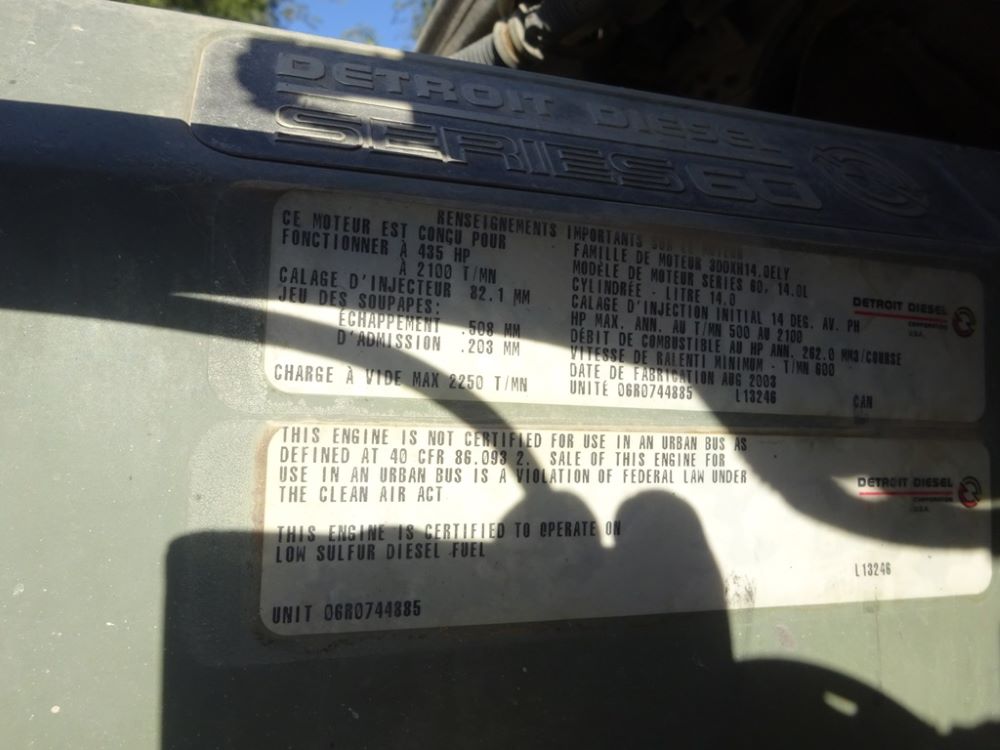 DETROIT DIESEL
SERIES 60
RENSEIGNEMENTS IMPORTANTS SUR LE MOTEUR
CE MOTEUR EST CONÇU POUR
FONCTIONNER À 435 HP
À 2100 T/MN
CALAGE D'INJECTEUR 82.1 MM
JEU DES SOUPAPES:
ÉCHAPPEMENT .508 MM
D'ADMISSION .203 MM
CHARGE À VIDE MAX 2250 T/MN
FAMILLE DE MOTEUR 3DDXH14.0ELY
MODÈLE DE MOTEUR SERIES 60, 14.0L
CYLINDRÉE - LITRE 14.0
CALAGE D'INJECTION INITIAL 14 DEG. AV. PH
HP MAX. ANN. AU T/MN 500 AU 2100
DÉBIT DE COMBUSTIBLE AU HP ANN. 262.0 MM3/COURSE
VITESSE DE RALENTI MINIMUM - T/MN 600
DATE DE FABRICATION AUG 2003
UNITÉ 06R0744885 L13246 CAN
DETROIT DIESEL
CORPORATION
USA
THIS ENGINE IS NOT CERTIFIED FOR USE IN AN URBAN BUS AS
DEFINED AT 40 CFR 86.093 2. SALE OF THIS ENGINE FOR
USE IN AN URBAN BUS IS A VIOLATION OF FEDERAL LAW UNDER
THE CLEAN AIR ACT
THIS ENGINE IS CERTIFIED TO OPERATE ON
LOW SULFUR DIESEL FUEL
UNIT 06R0744885
DETROIT DIESEL
CORPORATION
USA
L13246